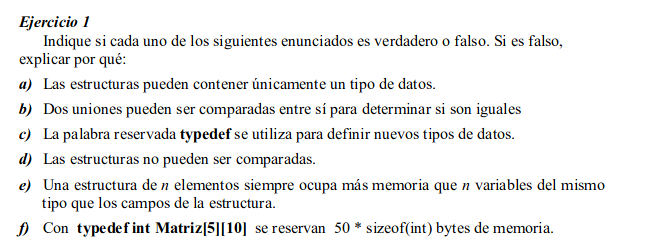 Ejercicio 1
Indique si cada uno de los siguientes enunciados es verdadero o falso. Si es falso,
explicar por qué:
a) Las estructuras pueden contener únicamente un tipo de datos.
b) Dos uniones pueden ser comparadas entre sí para determinar si son iguales
c) La palabra reservada typedef se utiliza para definir nuevos tipos de datos.
d) Las estructuras no pueden ser comparadas.
e) Una estructura de n elementos siempre ocupa más memoria que n variables del mismo
tipo que los campos de la estructura.
f) Con typedef int Matriz[5][10] se reservan 50 * sizeof(int) bytes de memoria.